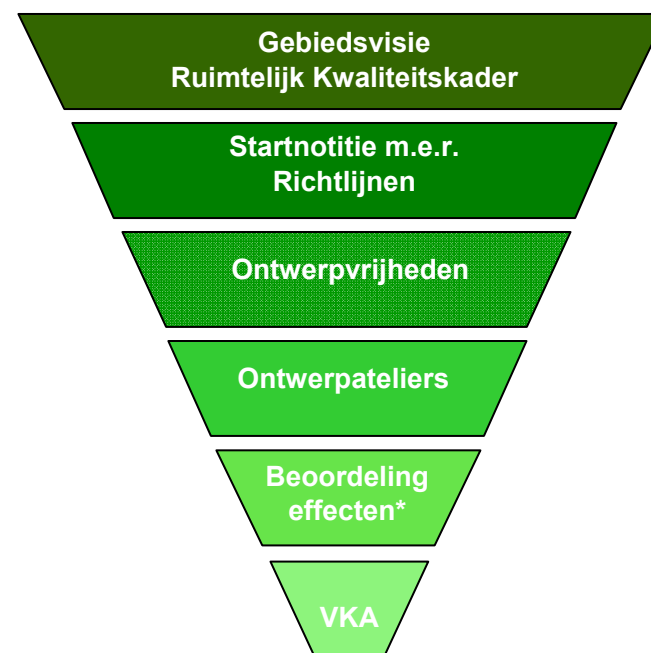 Gebiedsvisie
Ruimtelijk Kwaliteitskader
Startnotitie m.e.r.
Richtlijnen
Ontwerpvrijheden
Ontwerpateliers
Beoordeling
effecten*
VKA